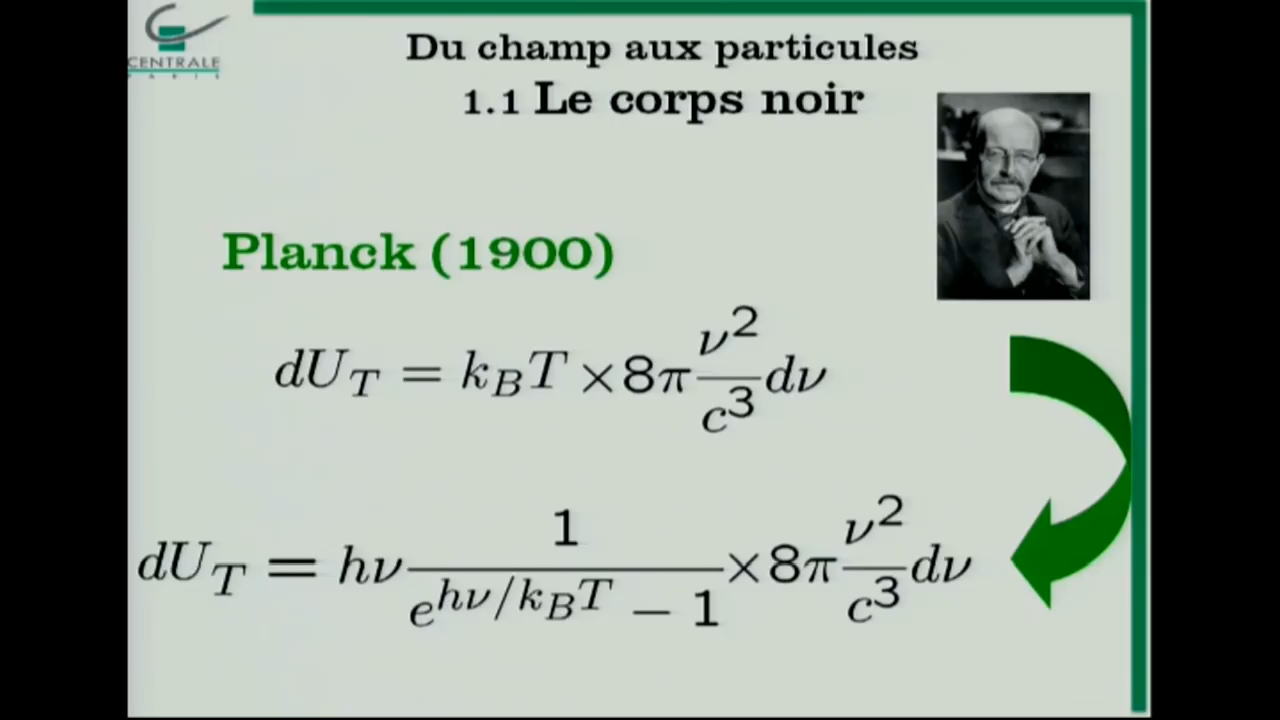 CENTRALE
PARIS
Du champ aux particules
1.1 Le corps noir
Planck (1900)
dU_T = k_B T × 8π ν²/c³ dν
dU_T = hν 1/(e^{hν/k_B T} − 1) × 8π ν²/c³ dν